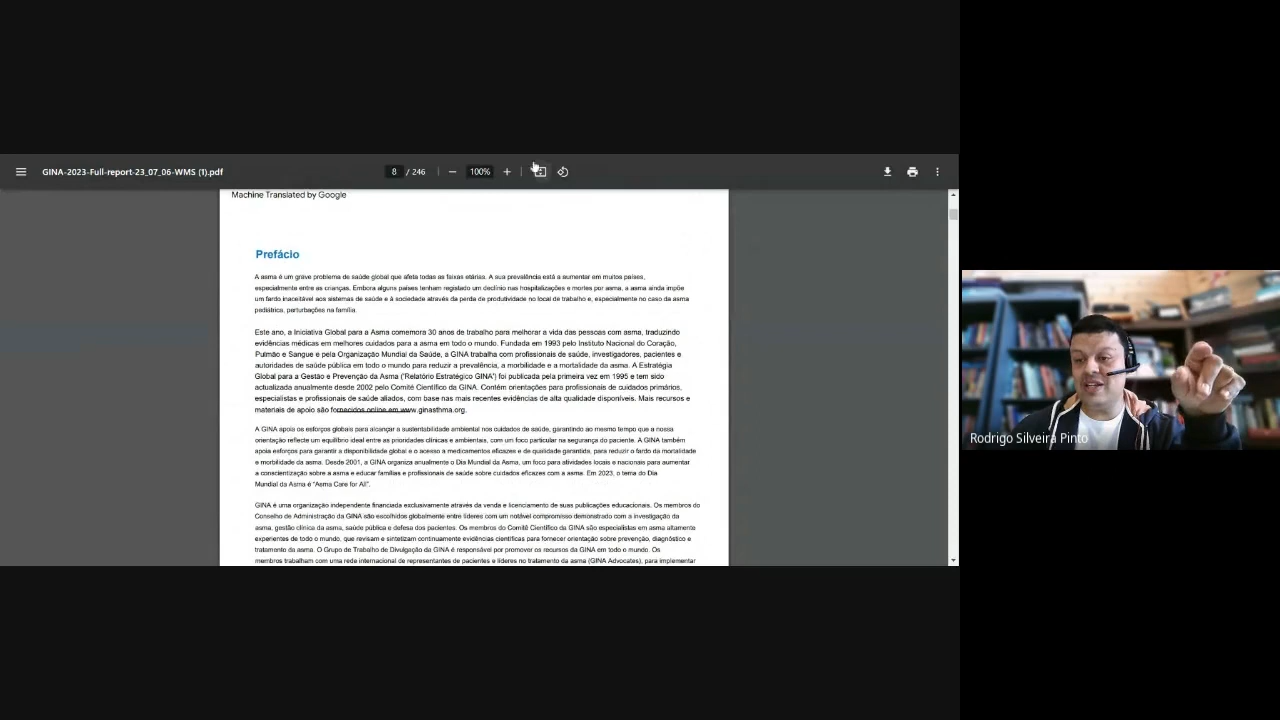 GINA-2023-Full-report-23_07_06-WMS (1).pdf
8 / 246
100%
Machine Translated by Google
Prefácio
A asma é um grave problema de saúde global que afeta todas as faixas etárias. A sua prevalência está a aumentar em muitos países,
especialmente entre as crianças. Embora alguns países tenham registado um declínio nas hospitalizações e mortes por asma, a asma ainda impõe
um fardo inaceitável aos sistemas de saúde e à sociedade através da perda de produtividade no local de trabalho e, especialmente no caso da asma
pediátrica, perturbações na família.
Este ano, a Iniciativa Global para a Asma comemora 30 anos de trabalho para melhorar a vida das pessoas com asma, traduzindo
evidências médicas em melhores cuidados para a asma em todo o mundo. Fundada em 1993 pelo Instituto Nacional do Coração,
Pulmão e Sangue e pela Organização Mundial da Saúde, a GINA trabalha com profissionais de saúde, investigadores, pacientes e
autoridades de saúde pública em todo o mundo para reduzir a prevalência, a morbilidade e a mortalidade da asma. A Estratégia
Global para a Gestão e Prevenção da Asma ('Relatório Estratégico GINA') foi publicada pela primeira vez em 1995 e tem sido
actualizada anualmente desde 2002 pelo Comité Científico da GINA. Contém orientações para profissionais de cuidados primários,
especialistas e profissionais de saúde aliados, com base nas mais recentes evidências de alta qualidade disponíveis. Mais recursos e
materiais de apoio são fornecidos online em www.ginasthma.org.
A GINA apoia os esforços globais para alcançar a sustentabilidade ambiental nos cuidados de saúde, garantindo ao mesmo tempo que a nossa
orientação reflecte um equilíbrio ideal entre as prioridades clínicas e ambientais, com um foco particular na segurança do paciente. A GINA também
apoia esforços para garantir a disponibilidade global e o acesso a medicamentos eficazes e de qualidade garantida, para reduzir o fardo da mortalidade
e morbilidade da asma. Desde 2001, a GINA organiza anualmente o Dia Mundial da Asma, um foco para atividades locais e nacionais para aumentar
a conscientização sobre a asma e educar famílias e profissionais de saúde sobre cuidados eficazes com a asma. Em 2023, o tema do Dia
Mundial da Asma é "Asma Care for All".
GINA é uma organização independente financiada exclusivamente através da venda e licenciamento de suas publicações educacionais. Os membros do
Conselho de Administração da GINA são escolhidos globalmente entre líderes com um notável compromisso demonstrado com a investigação da
asma, gestão clínica da asma, saúde pública e defesa dos pacientes. Os membros do Comitê Científico da GINA são especialistas em asma altamente
experientes de todo o mundo, que revisam e sintetizam continuamente evidências científicas para fornecer orientação sobre prevenção, diagnóstico e
tratamento da asma. O Grupo de Trabalho de Divulgação da GINA é responsável por promover os recursos da GINA em todo o mundo. Os
membros trabalham com uma rede internacional de representantes de pacientes e líderes no tratamento da asma (GINA Advocates), para implementar
Rodrigo Silveira Pinto